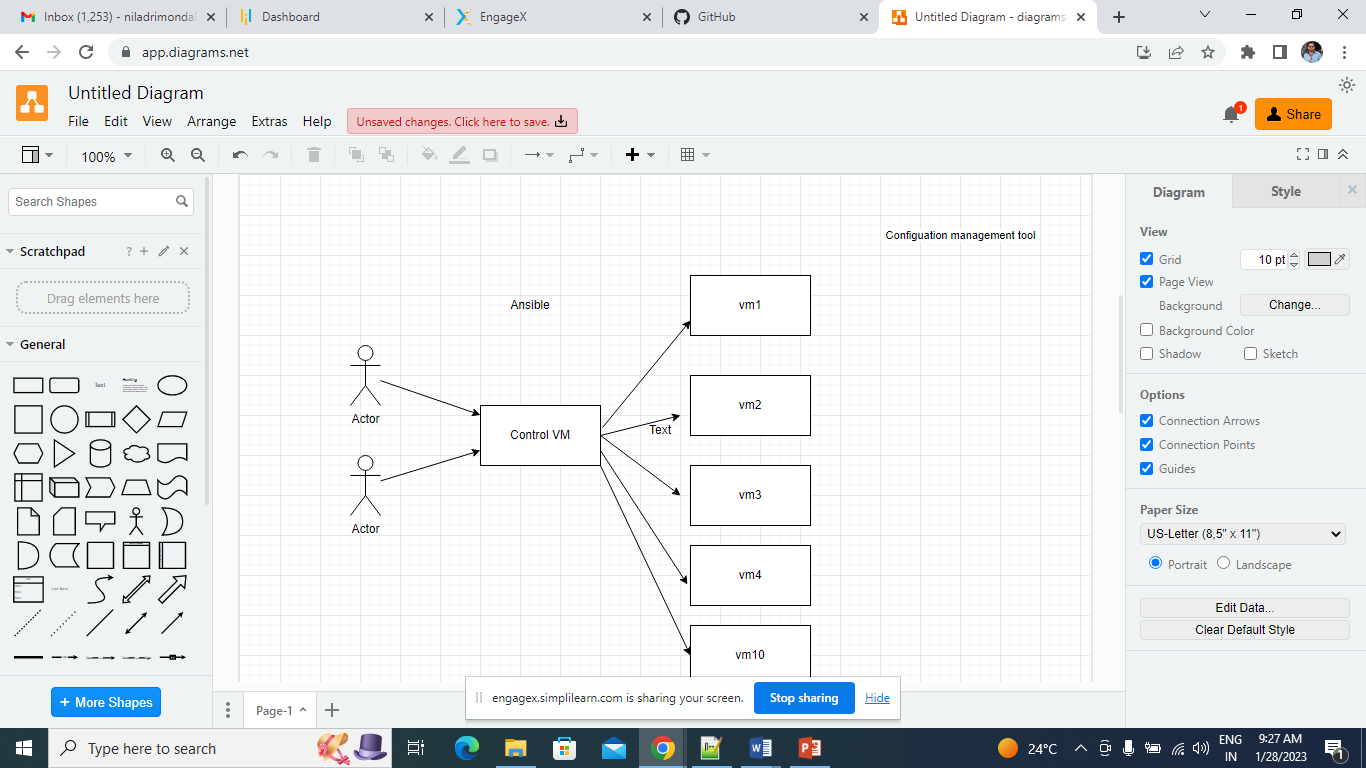 Inbox (1,253) - niladrimondal
Dashboard
EngageX
GitHub
Untitled Diagram - diagrams
app.diagrams.net
Untitled Diagram
File Edit View Arrange Extras Help
Unsaved changes. Click here to save.
1
Share
100%
Search Shapes
Scratchpad
?
Drag elements here
General
Text
Heading
List Item
+ More Shapes
Configuation management tool
Ansible
vm1
vm2
Text
Control VM
Actor
Actor
vm3
vm4
vm10
Diagram
Style
View
Grid
10 pt
Page View
Background
Change...
Background Color
Shadow
Sketch
Options
Connection Arrows
Connection Points
Guides
Paper Size
US-Letter (8,5" x 11")
Portrait
Landscape
Edit Data...
Clear Default Style
Page-1
engagex.simplilearn.com is sharing your screen.
Stop sharing
Hide
Type here to search
24°C
ENG
IN
9:27 AM
1/28/2023
1